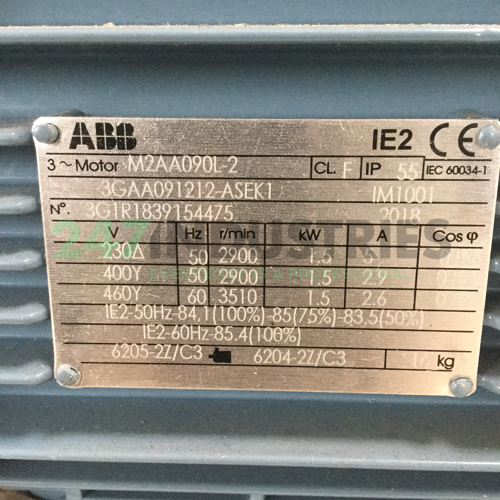 ABB IE2 CE
3~Motor M2AA090L-2 CL. F IP 55 IEC 60034-1
3GAA091212-ASEK1 IM1001
N°. 3G1R1839154475 2018
V Hz r/min kW A Cos φ
230Δ 50 2900 1.5
400Y 50 2900 1.5 2.9
460Y 60 3510 1.5 2.6
IE2-50Hz-84,1(100%)-85(75%)-83.5(50%)
IE2-60Hz-85.4(100%)
6205-2Z/C3 6204-2Z/C3 kg